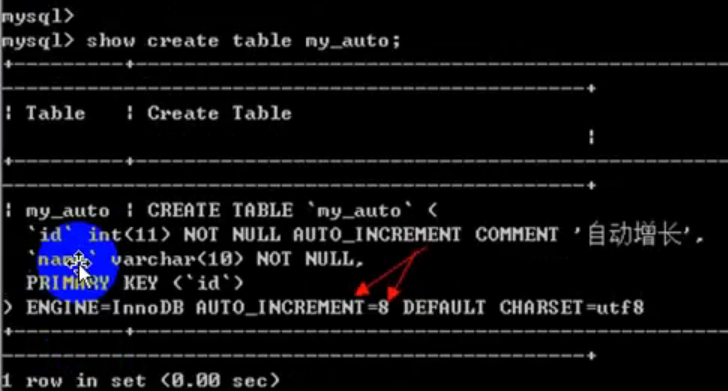 mysql>
mysql> show create table my_auto;
+---------+---------------------------------------------------------------
------------------------------------------------------------+
| Table   | Create Table
|
+---------+---------------------------------------------------------------
------------------------------------------------------------+
| my_auto | CREATE TABLE `my_auto` (
`id` int(11) NOT NULL AUTO_INCREMENT COMMENT '自动增长',
`name` varchar(10) NOT NULL,
PRIMARY KEY (`id`)
) ENGINE=InnoDB AUTO_INCREMENT=8 DEFAULT CHARSET=utf8
+---------+---------------------------------------------------------------
------------------------------------------------------------+
1 row in set (0.00 sec)